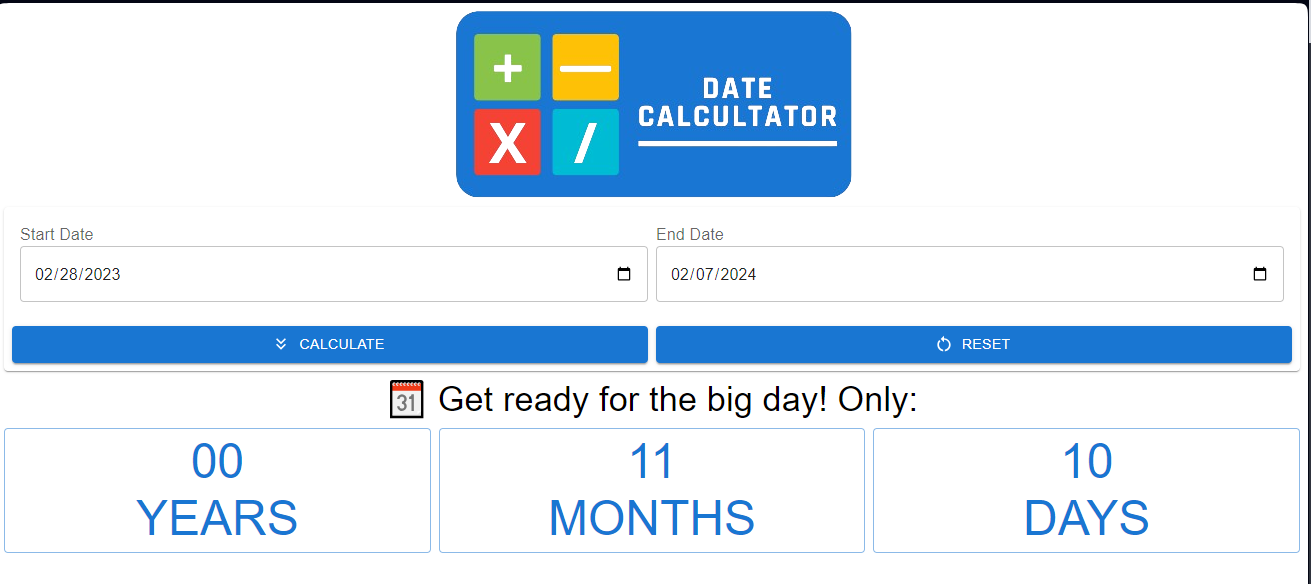 + —
X /
DATE
CALCULTATOR
Start Date
End Date
02/28/2023
02/07/2024
CALCULATE
RESET
31 Get ready for the big day! Only:
00
YEARS
11
MONTHS
10
DAYS